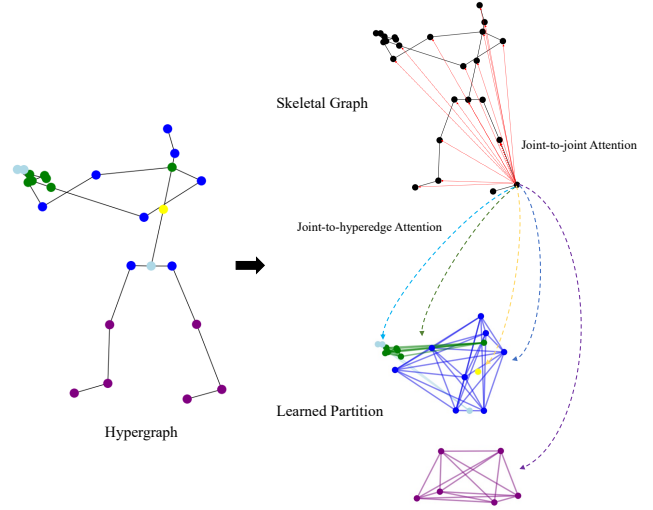 Skeletal Graph
Joint-to-joint Attention
Joint-to-hyperedge Attention
Learned Partition
Hypergraph